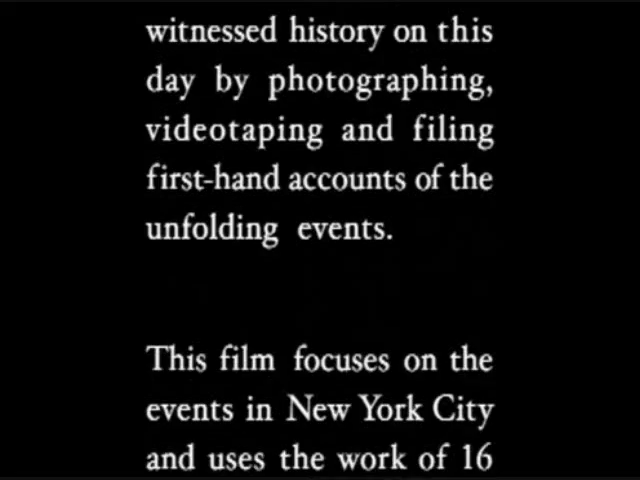 witnessed history on this
day by photographing,
videotaping and filing
first-hand accounts of the
unfolding events.
This film focuses on the
events in New York City
and uses the work of 16